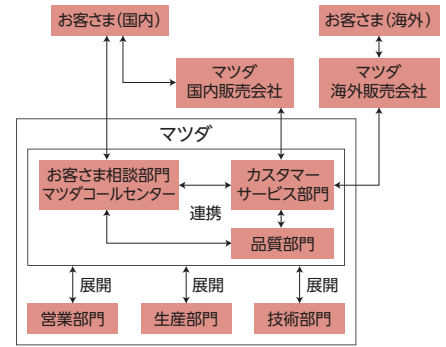 お客さま(国内)
お客さま(海外)
マツダ
国内販売会社
マツダ
海外販売会社
マツダ
お客さま相談部門
マツダコールセンター
カスタマー
サービス部門
連携
品質部門
展開
展開
展開
営業部門
生産部門
技術部門